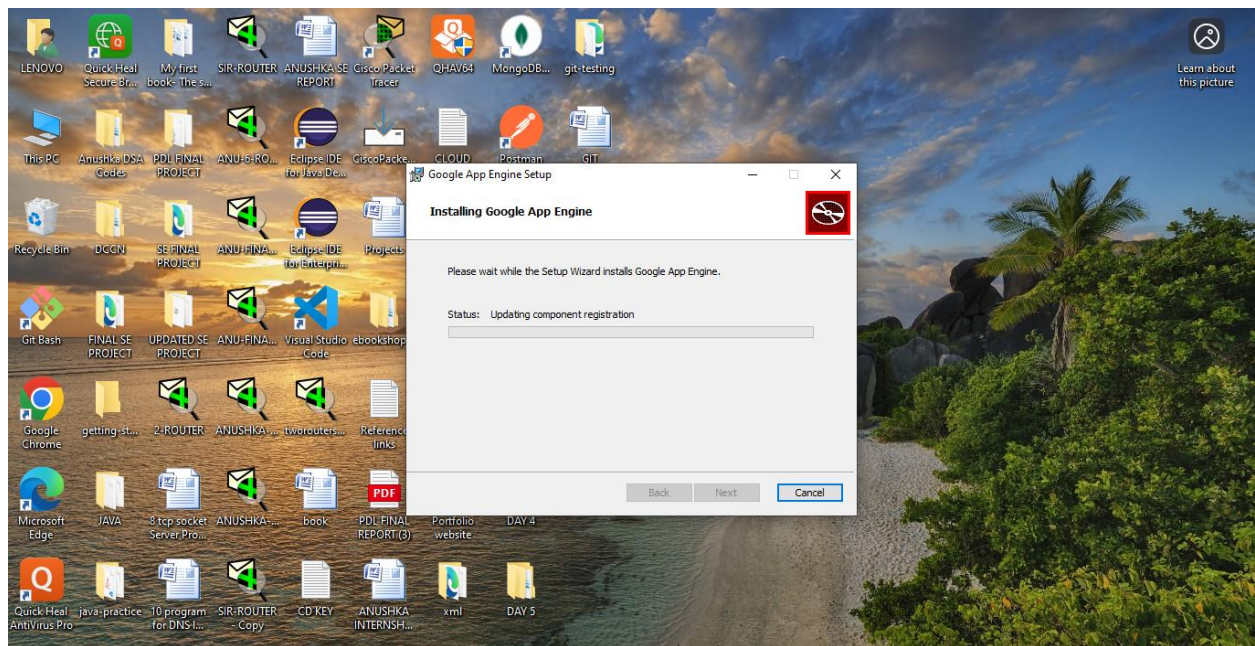 LENOVO
Quick Heal
Secure Br...
My first
book- The s...
SIR-ROUTER
ANUSHKA SE
REPORT
Cisco Packet
Tracer
QHAV64
MongoDB...
git-testing
Learn about
this picture
This PC
Anushka DSA
Codes
PDL FINAL
PROJECT
ANU-6-RO...
Eclipse IDE
for Java De...
CiscoPacke...
CLOUD
Postman
GIT
Google App Engine Setup
Installing Google App Engine
Please wait while the Setup Wizard installs Google App Engine.
Status: Updating component registration
Back
Next
Cancel
Recycle Bin
DCCN
SE FINAL
PROJECT
ANU-FINA...
Eclipse IDE
for Enterpri...
Projects
Git Bash
FINAL SE
PROJECT
UPDATED SE
PROJECT
ANU-FINA...
Visual Studio
Code
ebookshop
Google
Chrome
getting-st...
2-ROUTER
ANUSHKA-...
tworouters...
Reference
links
Microsoft
Edge
JAVA
8 tcp socket
Server Pro...
ANUSHKA-...
book
PDF
PDL FINAL
REPORT (3)
Portfolio
website
DAY 4
Quick Heal
AntiVirus Pro
java-practice
10 program
for DNS l...
SIR-ROUTER
- Copy
CD KEY
ANUSHKA
INTERNSH...
xml
DAY 5